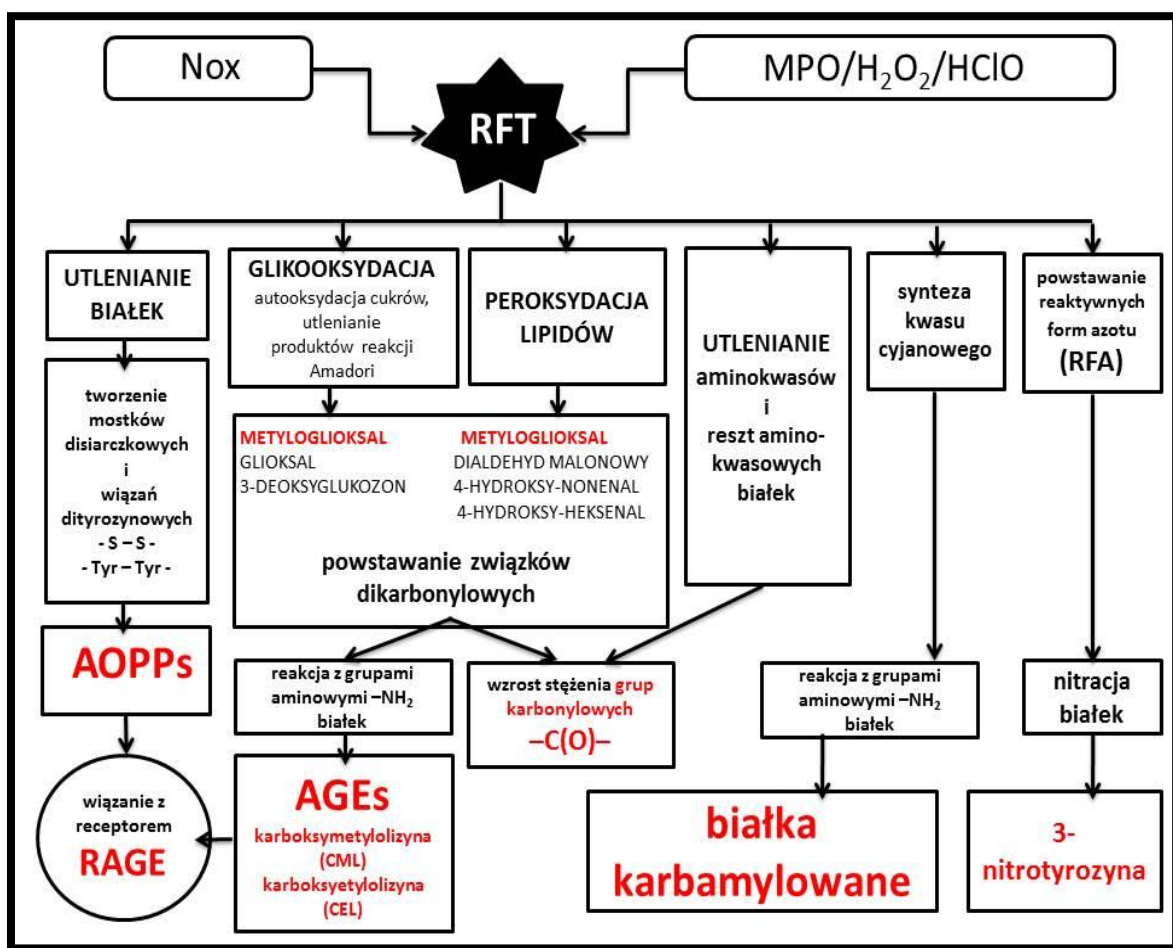 Nox
MPO/H₂O₂/HClO
RFT
UTLENIANIE
BIAŁEK
GLIKOOKSYDACJA
autooksydacja cukrów,
utlenianie
produktów reakcji
Amadori
PEROKSYDACJA
LIPIDÓW
UTLENIANIE
aminokwasów
i
reszt amino-
kwasowych
białek
synteza
kwasu
cyjanowego
powstawanie
reaktywnych
form azotu
(RFA)
tworzenie
mostków
disiarczkowych
i
wiązań
dityrozynowych
- S – S -
- Tyr – Tyr -
METYLOGLIOKSAL
GLIOKSAL
3-DEOKSYGLUKOZON
METYLOGLIOKSAL
DIALDEHYD MALONOWY
4-HYDROKSY-NONENAL
4-HYDROKSY-HEKSENAL
powstawanie związków
dikarbonylowych
AOPPs
reakcja z grupami
aminowymi –NH₂
białek
wzrost stężenia grup
karbonylowych
–C(O)–
reakcja z grupami
aminowymi –NH₂
białek
nitracja
białek
wiązanie z
receptorem
RAGE
AGEs
karboksymetylolizyna
(CML)
karboksyetylolizyna
(CEL)
białka
karbamylowane
3-
nitrotyrozyna